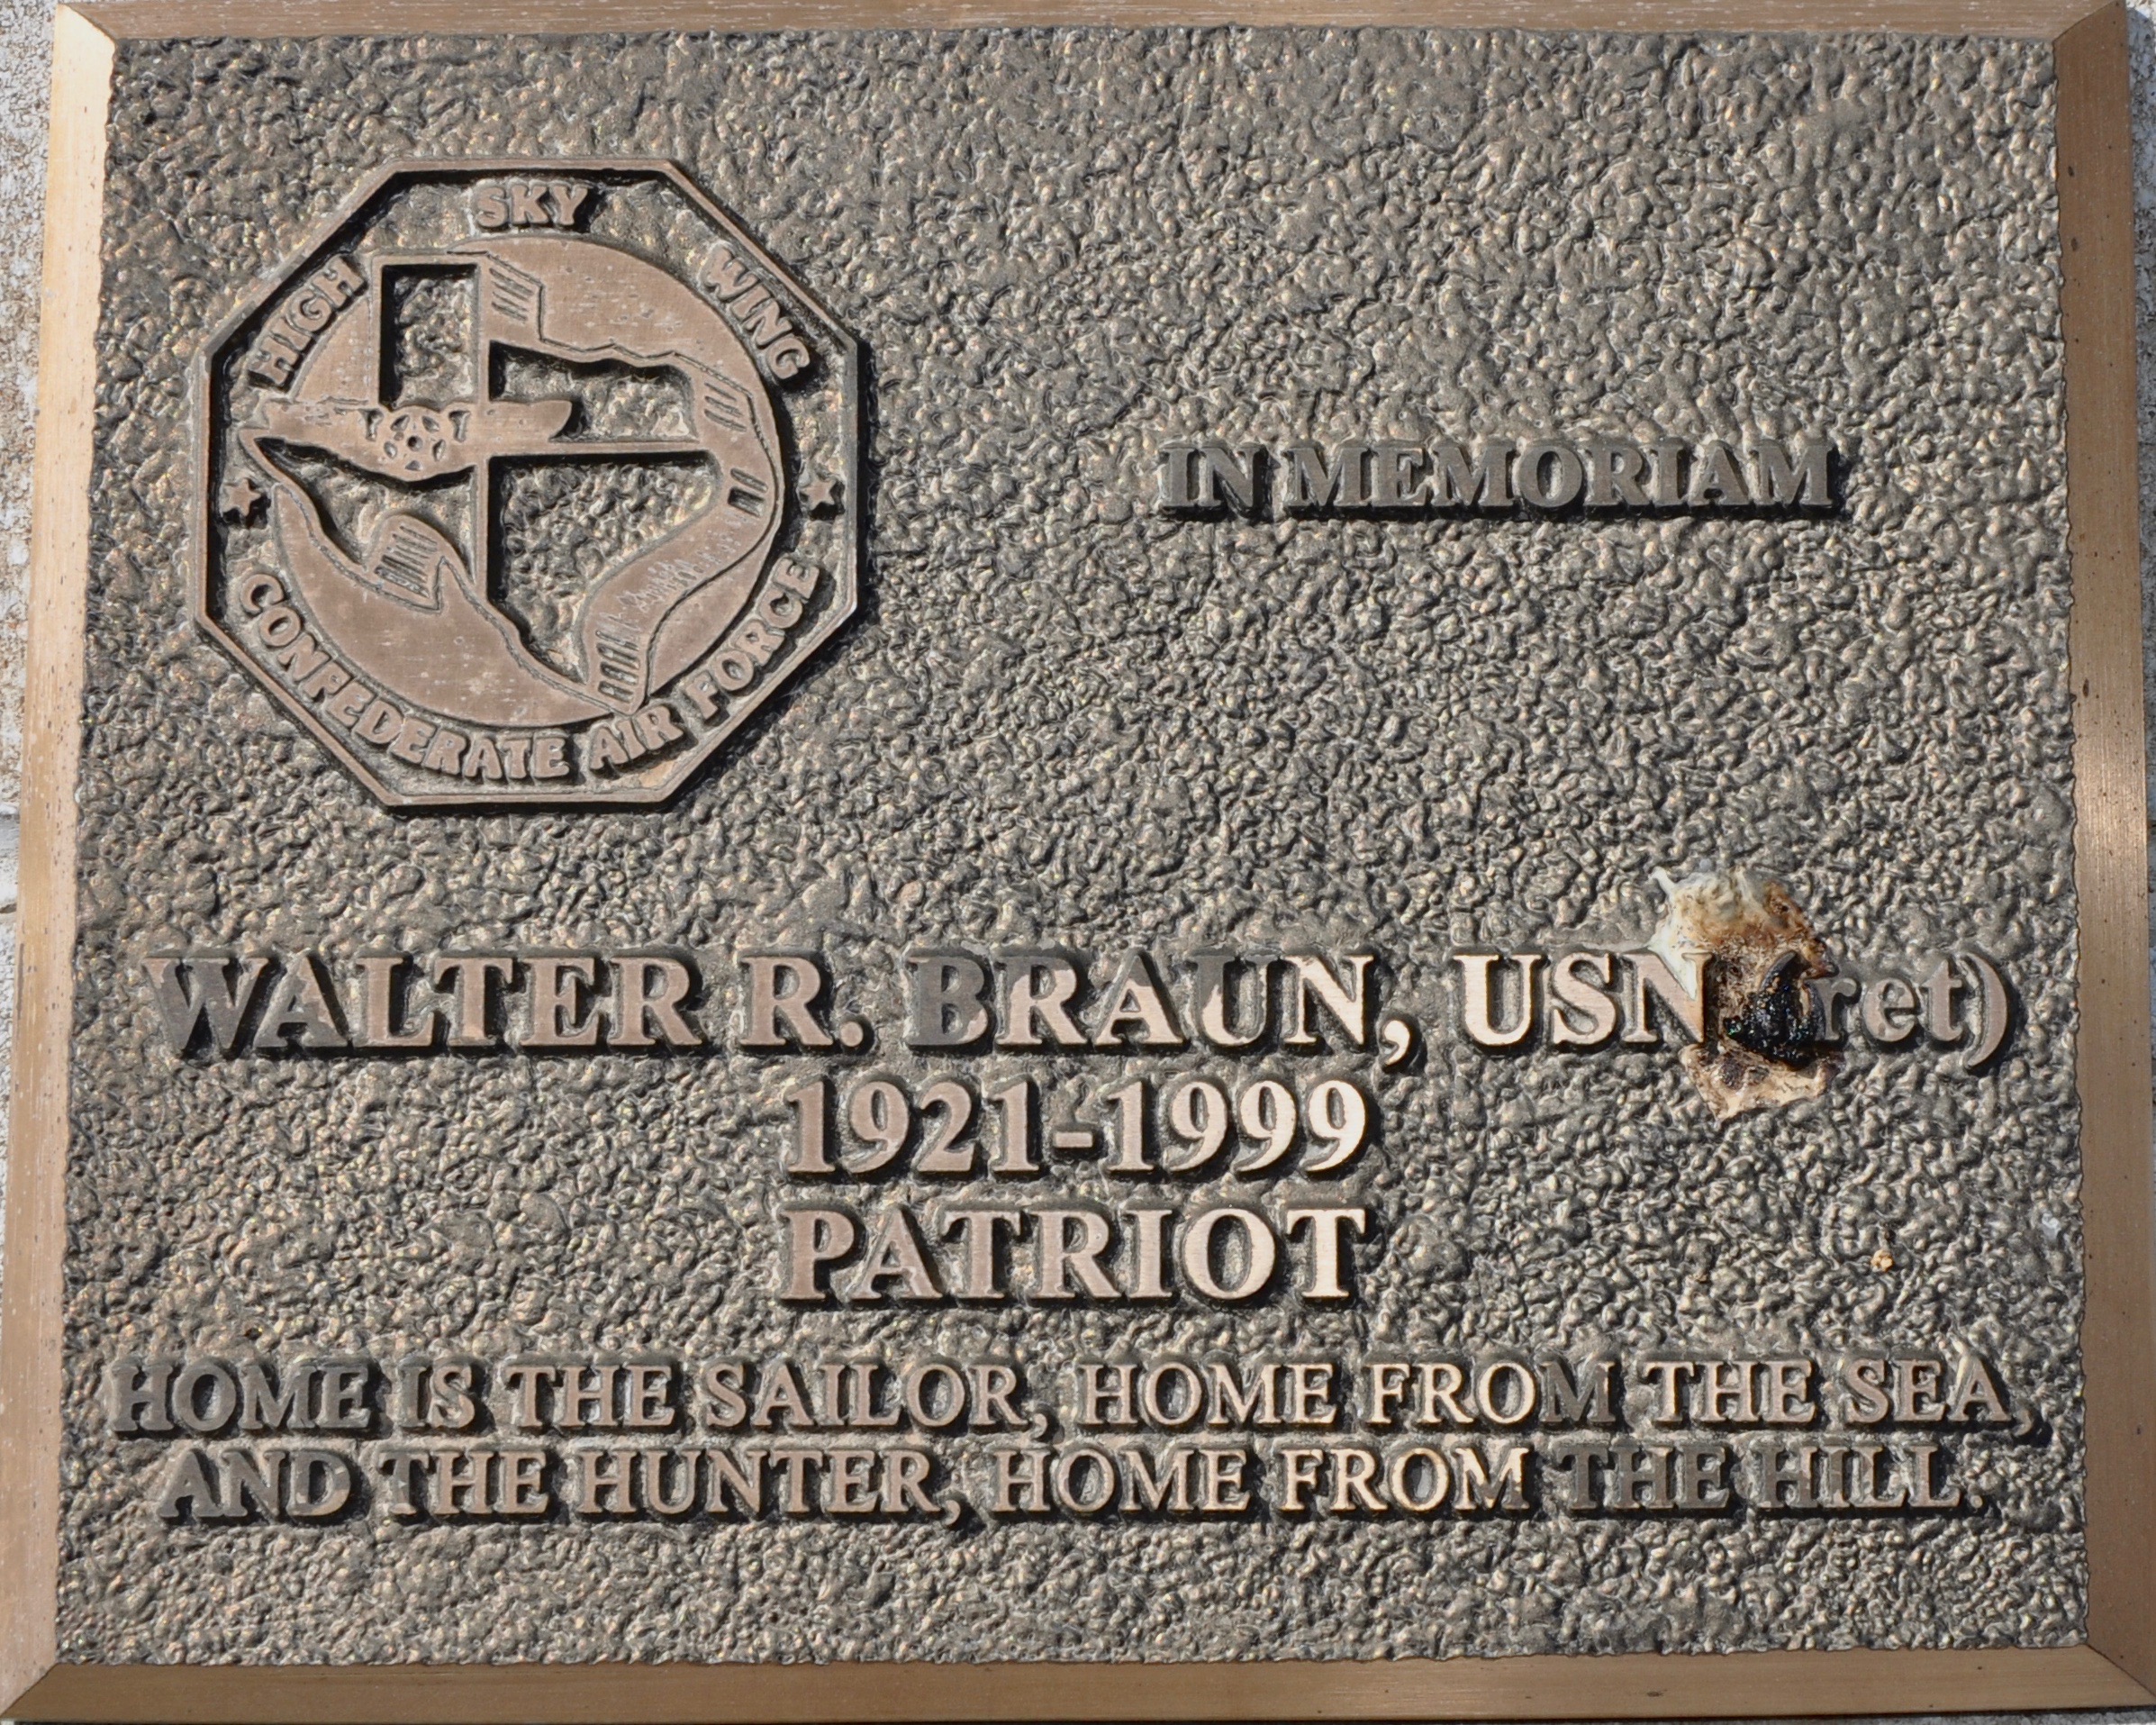 HIGH SKY WING
CONFEDERATE AIR FORCE
IN MEMORIAM
WALTER R. BRAUN, USN ret)
1921-1999
PATRIOT
HOME IS THE SAILOR, HOME FROM THE SEA,
AND THE HUNTER, HOME FROM THE HILL.